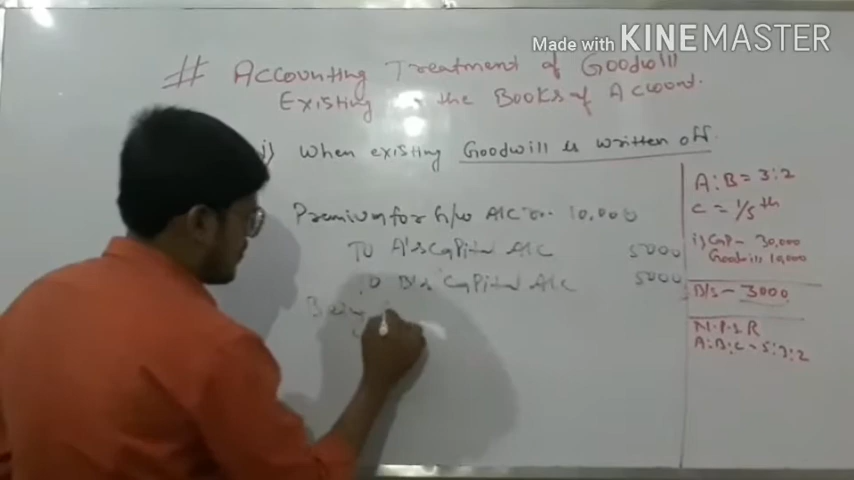 Made with KINEMASTER
# Accounting Treatment of Goodwill
Existing the Books of Account.
i) When existing Goodwill is written off
Premium for G/w A/C 10,000
To A's Capital A/C 5000
To B's Capital A/C 5000
Being
A:B = 3:2
C = 1/5th
i) Cap - 30,000
Goodwill 10,000
B/s - 3000
N.P.S.R
A:B:C = 5:3:2